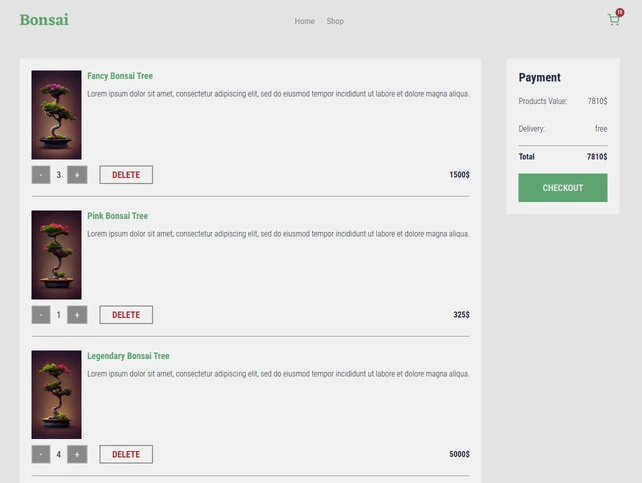 Bonsai
Home Shop
18
Fancy Bonsai Tree
Lorem ipsum dolor sit amet, consectetur adipiscing elit, sed do eiusmod tempor incididunt ut labore et dolore magna aliqua.
- 3 + DELETE 1500$
Pink Bonsai Tree
Lorem ipsum dolor sit amet, consectetur adipiscing elit, sed do eiusmod tempor incididunt ut labore et dolore magna aliqua.
- 1 + DELETE 325$
Legendary Bonsai Tree
Lorem ipsum dolor sit amet, consectetur adipiscing elit, sed do eiusmod tempor incididunt ut labore et dolore magna aliqua.
- 4 + DELETE 5000$
Payment
Products Value: 7810$
Delivery: free
Total 7810$
CHECKOUT